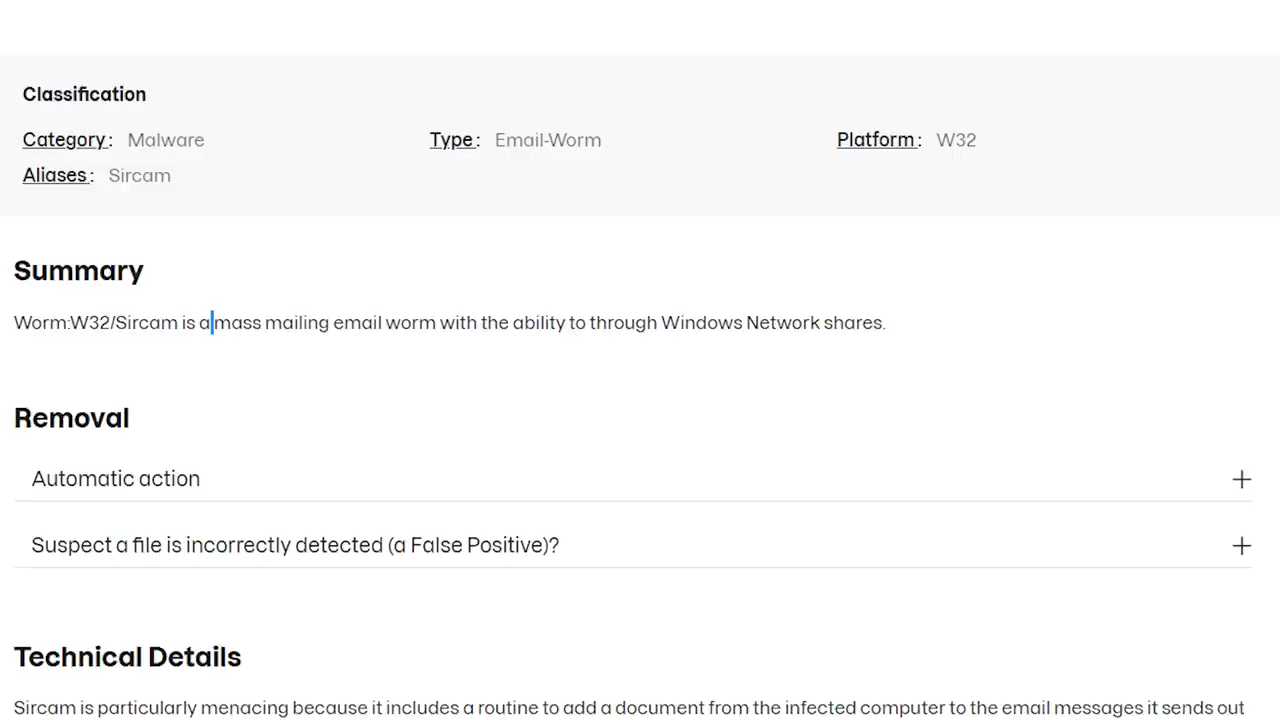 Classification
Category: Malware Type: Email-Worm Platform: W32
Aliases: Sircam
Summary
Worm:W32/Sircam is a mass mailing email worm with the ability to through Windows Network shares.
Removal
Automatic action
Suspect a file is incorrectly detected (a False Positive)?
Technical Details
Sircam is particularly menacing because it includes a routine to add a document from the infected computer to the email messages it sends out